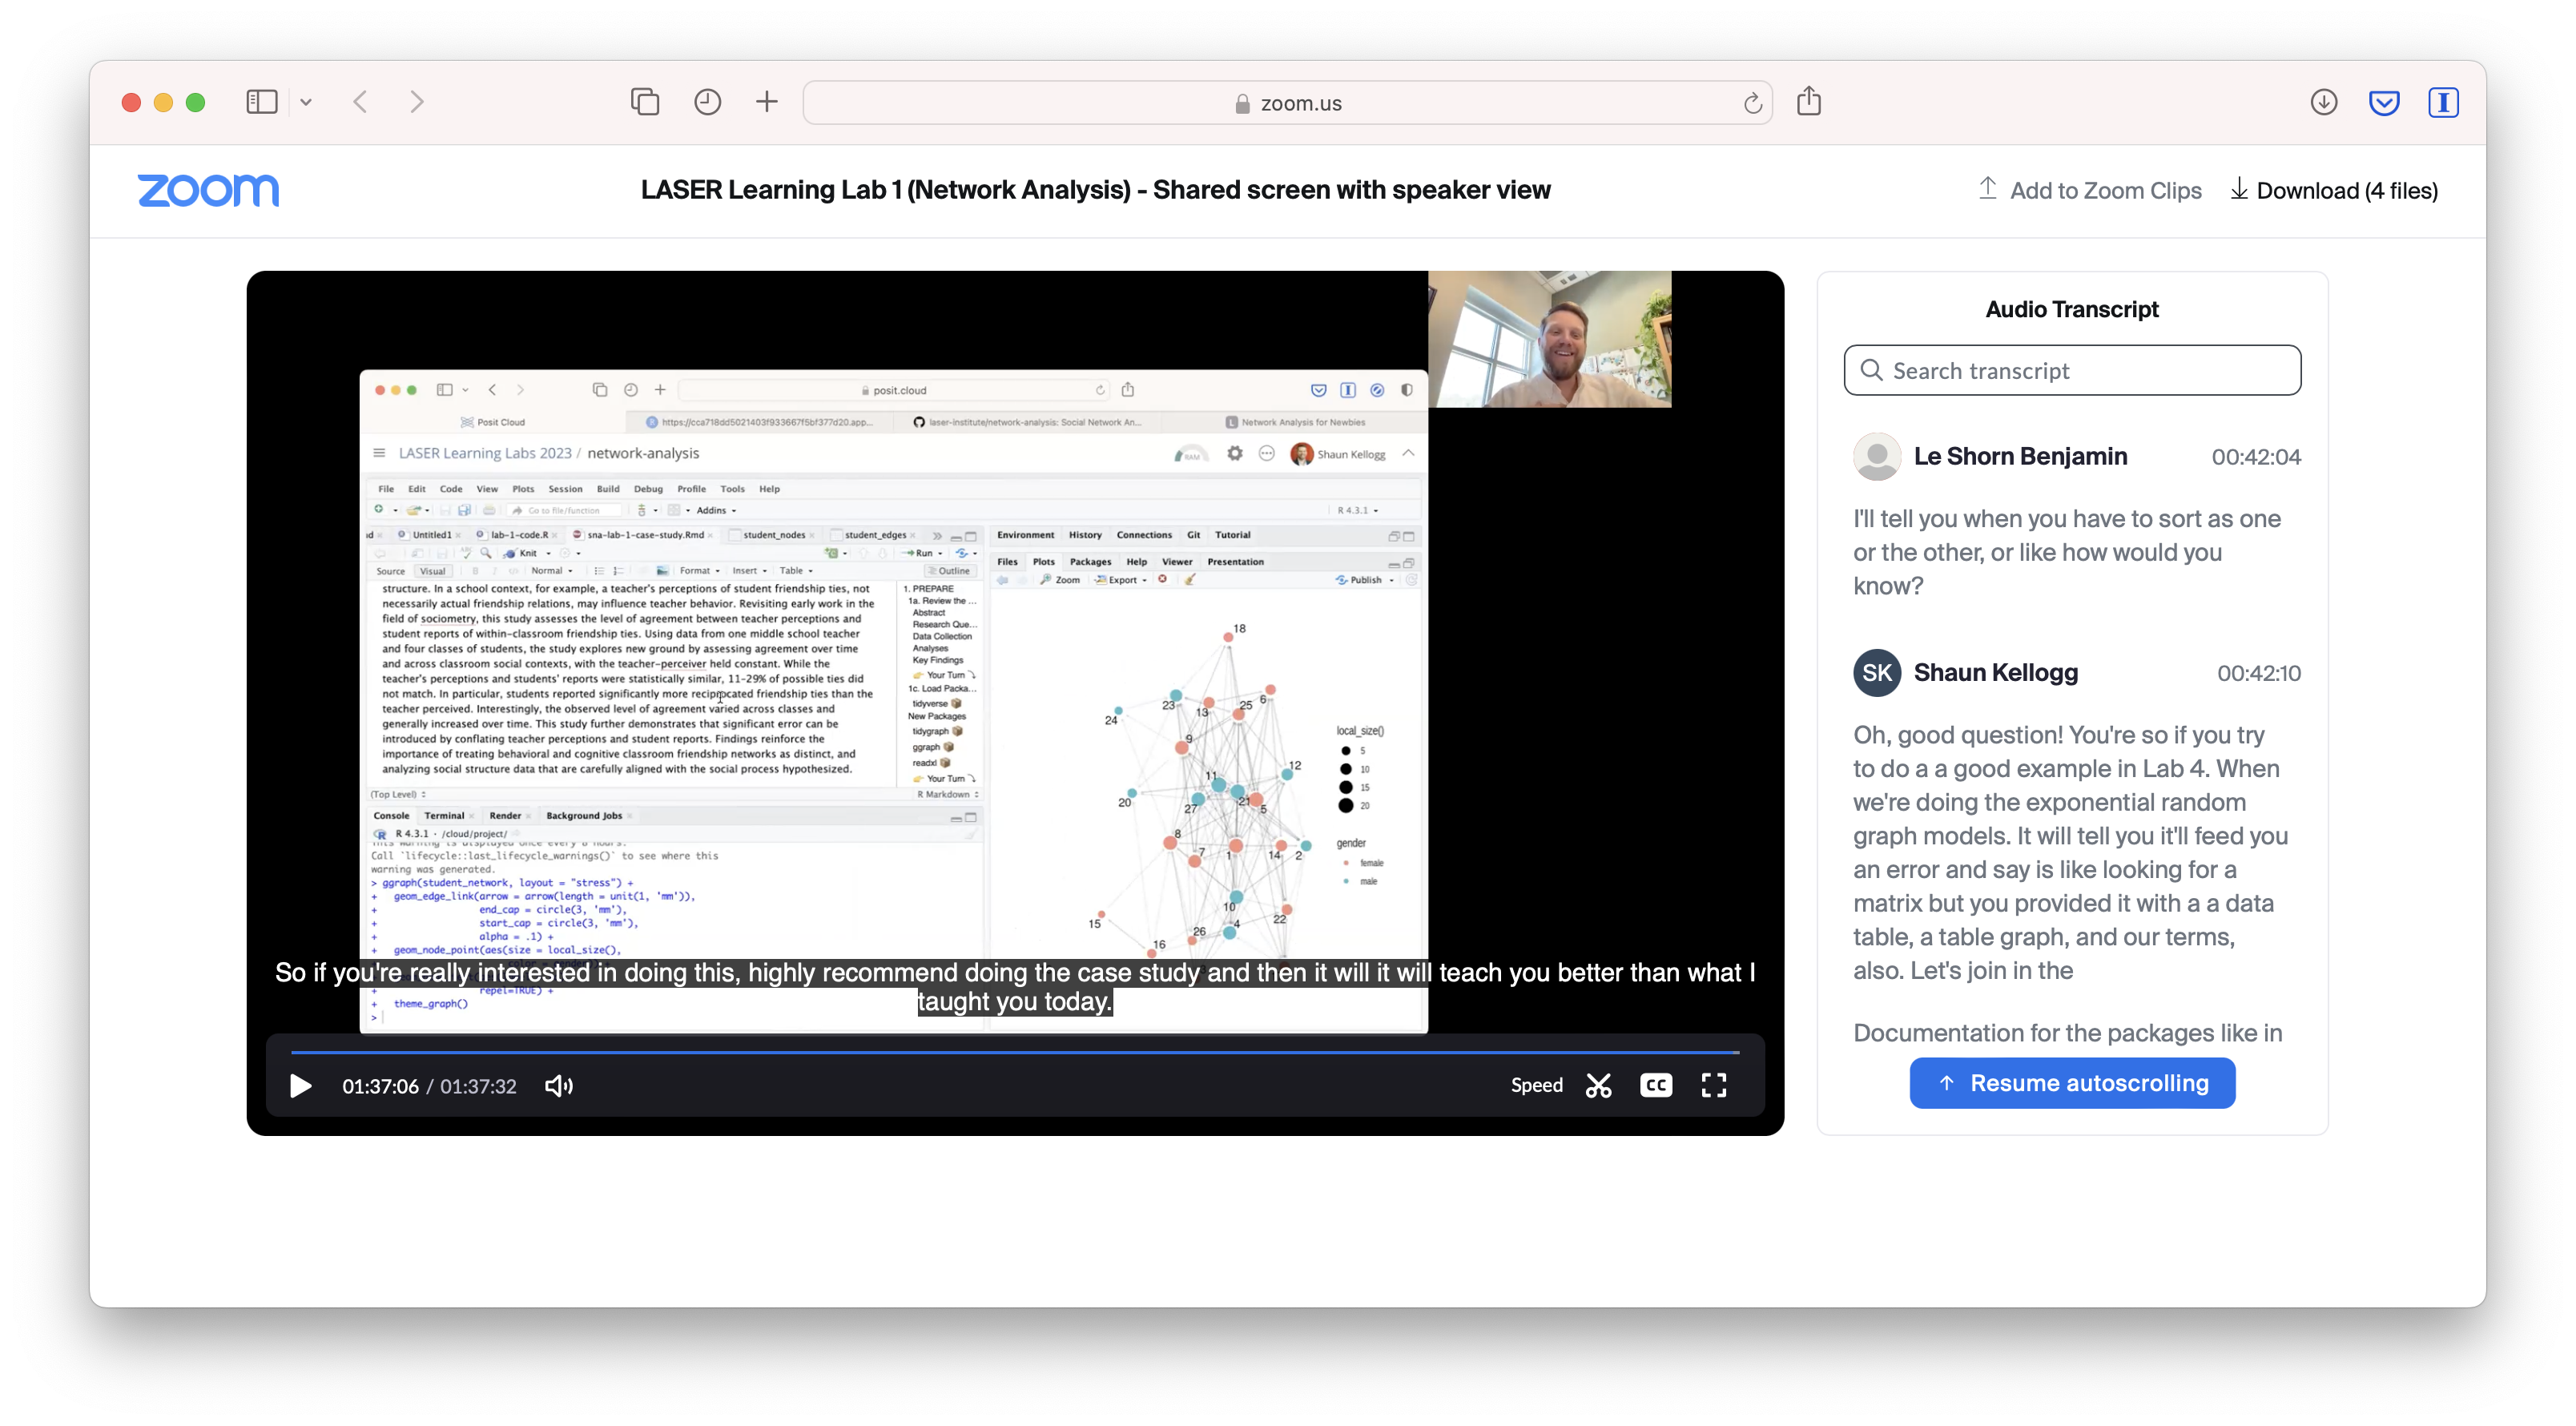 zoom.us
zoom
LASER Learning Lab 1 (Network Analysis) - Shared screen with speaker view
Add to Zoom Clips
Download (4 files)
posit.cloud
Posit Cloud
https://cca718dd5021403f933667f5bf377d20.app...
laser-institute/network-analysis: Social Network An...
Network Analysis for Newbies
LASER Learning Labs 2023 / network-analysis
RAM
Shaun Kellogg
File Edit Code View Plots Session Build Debug Profile Tools Help
Go to file/function
Addins
R 4.3.1
Untitled1
lab-1-code.R
sna-lab-1-case-study.Rmd
student_nodes
student_edges
Knit
Run
Source Visual
Normal
Format
Insert
Table
Outline
structure. In a school context, for example, a teacher's perceptions of student friendship ties, not
necessarily actual friendship relations, may influence teacher behavior. Revisiting early work in the
field of sociometry, this study assesses the level of agreement between teacher perceptions and
student reports of within-classroom friendship ties. Using data from one middle school teacher
and four classes of students, the study explores new ground by assessing agreement over time
and across classroom social contexts, with the teacher-perceiver held constant. While the
teacher's perceptions and students' reports were statistically similar, 11-29% of possible ties did
not match. In particular, students reported significantly more reciprocated friendship ties than the
teacher perceived. Interestingly, the observed level of agreement varied across classes and
generally increased over time. This study further demonstrates that significant error can be
introduced by conflating teacher perceptions and student reports. Findings reinforce the
importance of treating behavioral and cognitive classroom friendship networks as distinct, and
analyzing social structure data that are carefully aligned with the social process hypothesized.
1. PREPARE
1a. Review the ...
Abstract
Research Que...
Data Collection
Analyses
Key Findings
Your Turn
1c. Load Packa...
tidyverse
New Packages
tidygraph
ggraph
readxl
Your Turn
(Top Level)
R Markdown
Console Terminal Render Background Jobs
R 4.3.1 · /cloud/project/
This warning is displayed once every 8 hours.
Call `lifecycle::last_lifecycle_warnings()` to see where this
warning was generated.
> ggraph(student_network, layout = "stress") +
+ geom_edge_link(arrow = arrow(length = unit(1, 'mm')),
+ end_cap = circle(3, 'mm'),
+ start_cap = circle(3, 'mm'),
+ alpha = .1) +
+ geom_node_point(aes(size = local_size(),
+ repel=TRUE) +
+ theme_graph()
>
Environment History Connections Git Tutorial
Files Plots Packages Help Viewer Presentation
Zoom
Export
Publish
18
23
13
25
6
24
9
12
11
20
27
21
5
8
7
1
14
2
10
15
22
26
4
16
local_size()
5
10
15
20
gender
female
male
So if you're really interested in doing this, highly recommend doing the case study and then it will it will teach you better than what I
taught you today.
01:37:06 / 01:37:32
Speed
CC
Audio Transcript
Search transcript
Le Shorn Benjamin 00:42:04
I'll tell you when you have to sort as one
or the other, or like how would you
know?
SK Shaun Kellogg 00:42:10
Oh, good question! You're so if you try
to do a a good example in Lab 4. When
we're doing the exponential random
graph models. It will tell you it'll feed you
an error and say is like looking for a
matrix but you provided it with a a data
table, a table graph, and our terms,
also. Let's join in the
Documentation for the packages like in
Resume autoscrolling